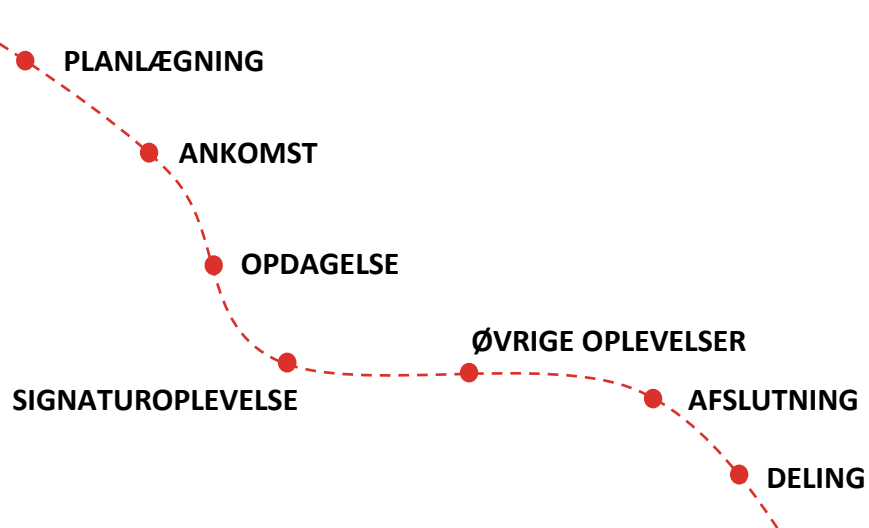 PLANLÆGNING
ANKOMST
OPDAGELSE
ØVRIGE OPLEVELSER
SIGNATUROPLEVELSE
AFSLUTNING
DELING